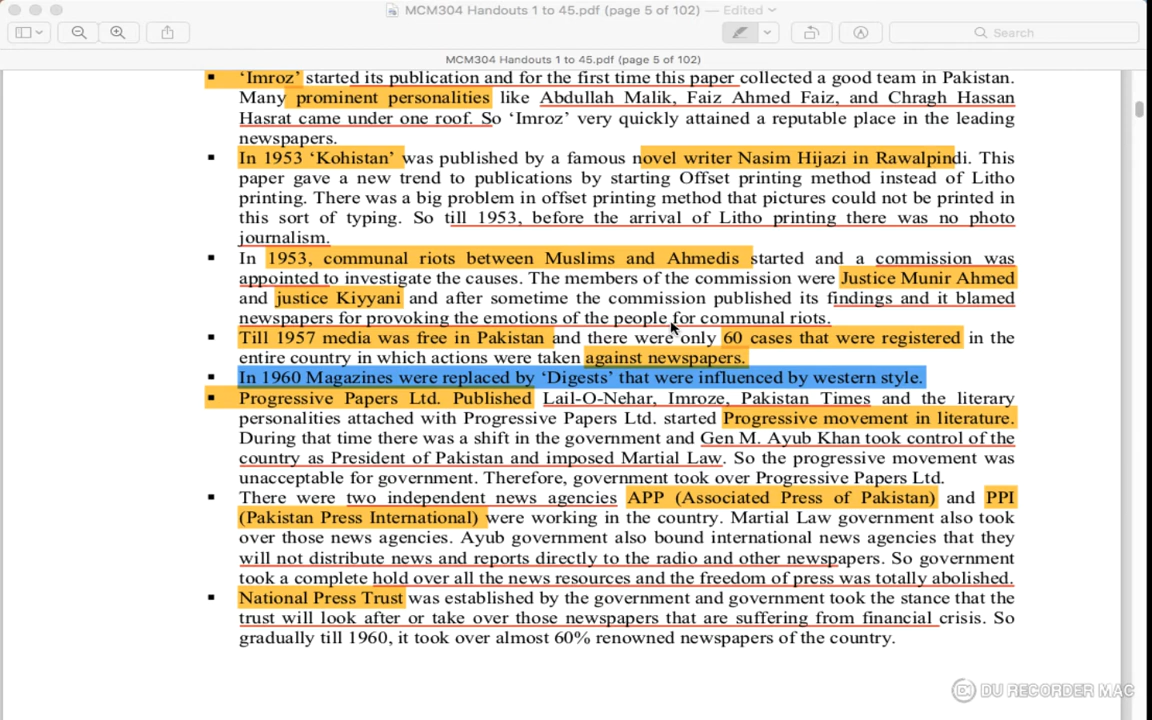 MCM304 Handouts 1 to 45.pdf (page 5 of 102) — Edited
Search
MCM304 Handouts 1 to 45.pdf (page 5 of 102)
▪ ‘Imroz’ started its publication and for the first time this paper collected a good team in Pakistan.
Many prominent personalities like Abdullah Malik, Faiz Ahmed Faiz, and Chragh Hassan
Hasrat came under one roof. So ‘Imroz’ very quickly attained a reputable place in the leading
newspapers.
▪ In 1953 ‘Kohistan’ was published by a famous novel writer Nasim Hijazi in Rawalpindi. This
paper gave a new trend to publications by starting Offset printing method instead of Litho
printing. There was a big problem in offset printing method that pictures could not be printed in
this sort of typing. So till 1953, before the arrival of Litho printing there was no photo
journalism.
▪ In 1953, communal riots between Muslims and Ahmedis started and a commission was
appointed to investigate the causes. The members of the commission were Justice Munir Ahmed
and justice Kiyyani and after sometime the commission published its findings and it blamed
newspapers for provoking the emotions of the people for communal riots.
▪ Till 1957 media was free in Pakistan and there were only 60 cases that were registered in the
entire country in which actions were taken against newspapers.
▪ In 1960 Magazines were replaced by ‘Digests’ that were influenced by western style.
▪ Progressive Papers Ltd. Published Lail-O-Nehar, Imroze, Pakistan Times and the literary
personalities attached with Progressive Papers Ltd. started Progressive movement in literature.
During that time there was a shift in the government and Gen M. Ayub Khan took control of the
country as President of Pakistan and imposed Martial Law. So the progressive movement was
unacceptable for government. Therefore, government took over Progressive Papers Ltd.
▪ There were two independent news agencies APP (Associated Press of Pakistan) and PPI
(Pakistan Press International) were working in the country. Martial Law government also took
over those news agencies. Ayub government also bound international news agencies that they
will not distribute news and reports directly to the radio and other newspapers. So government
took a complete hold over all the news resources and the freedom of press was totally abolished.
▪ National Press Trust was established by the government and government took the stance that the
trust will look after or take over those newspapers that are suffering from financial crisis. So
gradually till 1960, it took over almost 60% renowned newspapers of the country.
DU RECORDER MAC